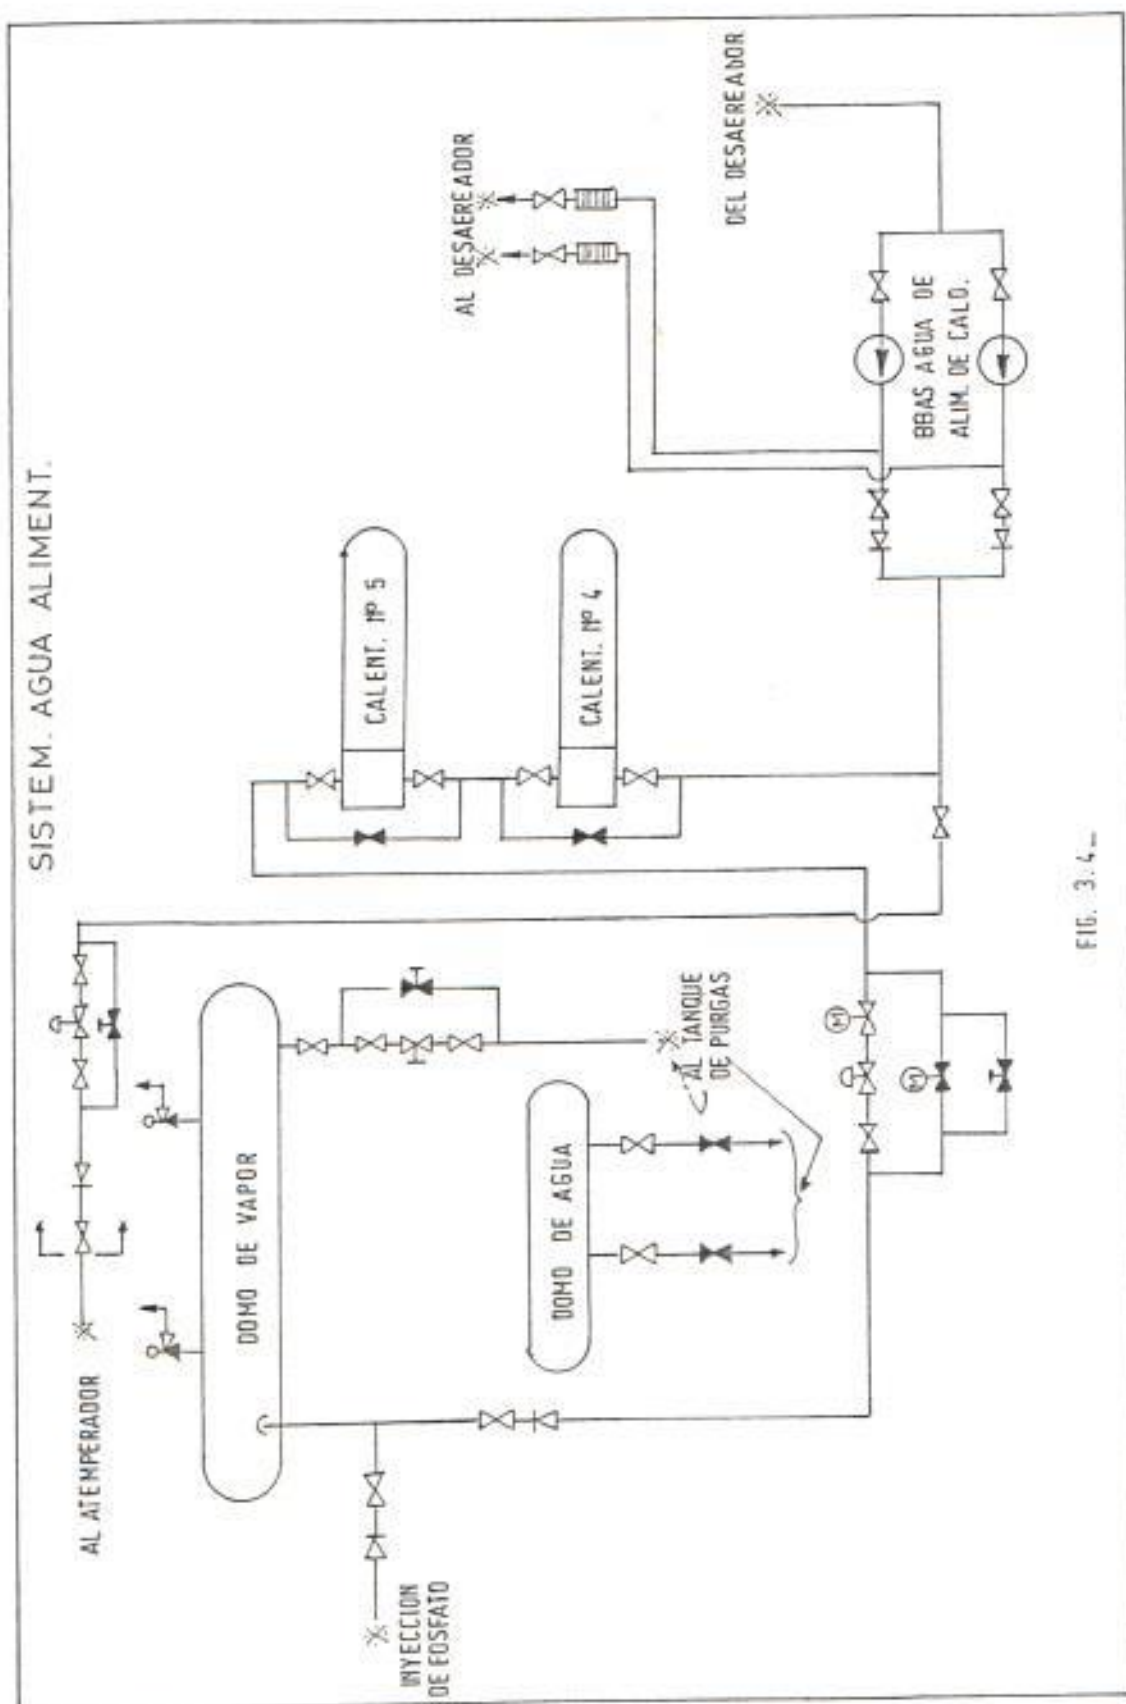 SISTEM. AGUA ALIMENT.
AL ATEMPERADOR
DOMO DE VAPOR
INYECCION
DE FOSFATO
DOMO DE AGUA
AL TANQUE
DE PURGAS
M
M
CALENT. Nº 5
CALENT. Nº 4
AL DESAEREADOR
DEL DESAEREADOR
BBAS AGUA DE
ALIM. DE CALD.
FIG. 3.4._